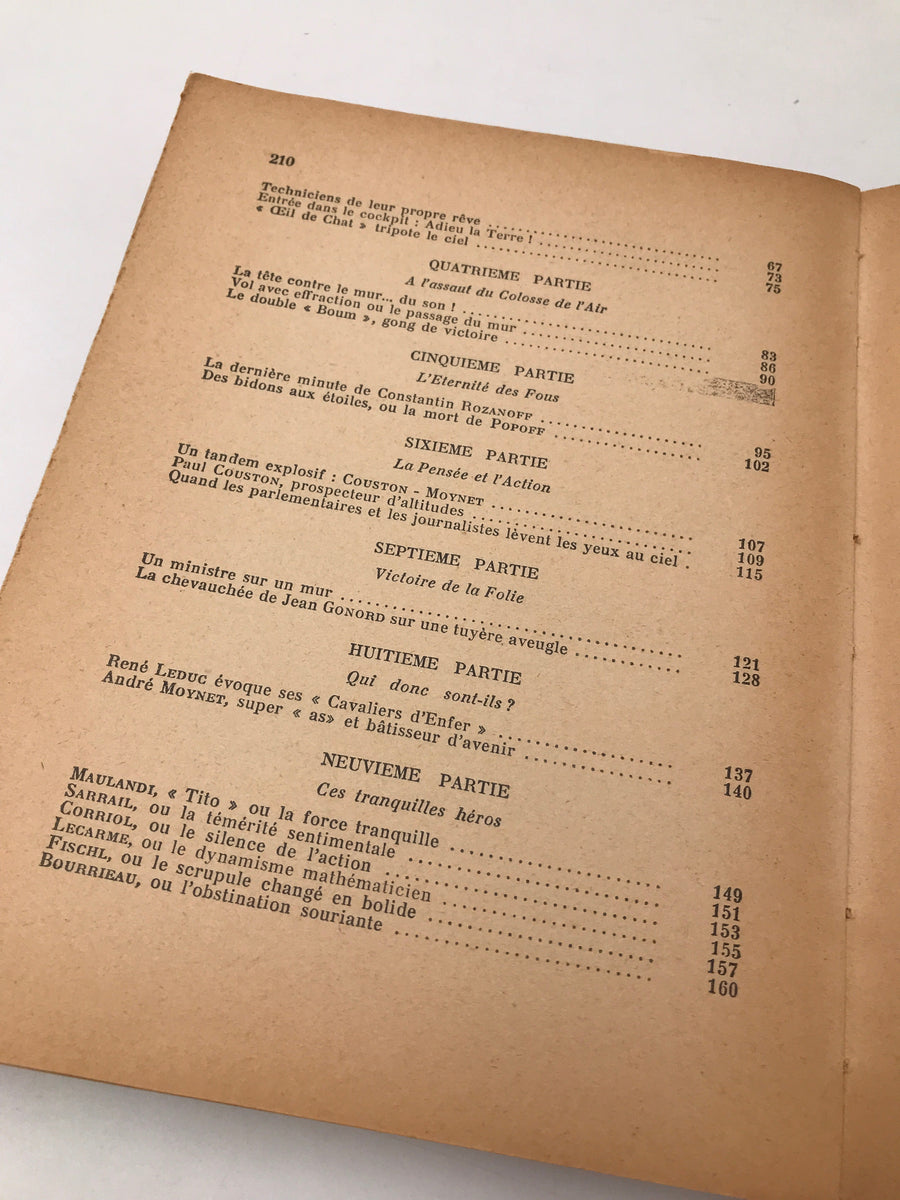 210
Techniciens de leur propre rêve ........................ 67
Entrée dans le cockpit : Adieu la Terre ! ........................ 73
« Œil de Chat » tripote le ciel ........................ 75
QUATRIEME PARTIE
A l'assaut du Colosse de l'Air
La tête contre le mur... du son ! ........................ 83
Vol avec effraction ou le passage du mur ........................ 86
Le double « Boum », gong de victoire ........................ 90
CINQUIEME PARTIE
L'Eternité des Fous
La dernière minute de Constantin ROZANOFF ........................ 95
Des bidons aux étoiles, ou la mort de POPOFF ........................ 102
SIXIEME PARTIE
La Pensée et l'Action
Un tandem explosif : COUSTON - MOYNET ........................ 107
Paul COUSTON, prospecteur d'altitudes ........................ 109
Quand les parlementaires et les journalistes lèvent les yeux au ciel . 115
SEPTIEME PARTIE
Victoire de la Folie
Un ministre sur un mur ........................ 121
La chevauchée de Jean GONORD sur une tuyère aveugle ............ 128
HUITIEME PARTIE
Qui donc sont-ils ?
René LEDUC évoque ses « Cavaliers d'Enfer » ........................ 137
André MOYNET, super « as» et bâtisseur d'avenir ................ 140
NEUVIEME PARTIE
Ces tranquilles héros
MAULANDI, « Tito » ou la force tranquille ........................ 149
SARRAIL, ou la témérité sentimentale ........................ 151
CORRIOL, ou le silence de l'action ........................ 153
LECARME, ou le dynamisme mathématicien ........................ 155
FISCHL, ou le scrupule changé en bolide ........................ 157
BOURRIEAU, ou l'obstination souriante ........................ 160